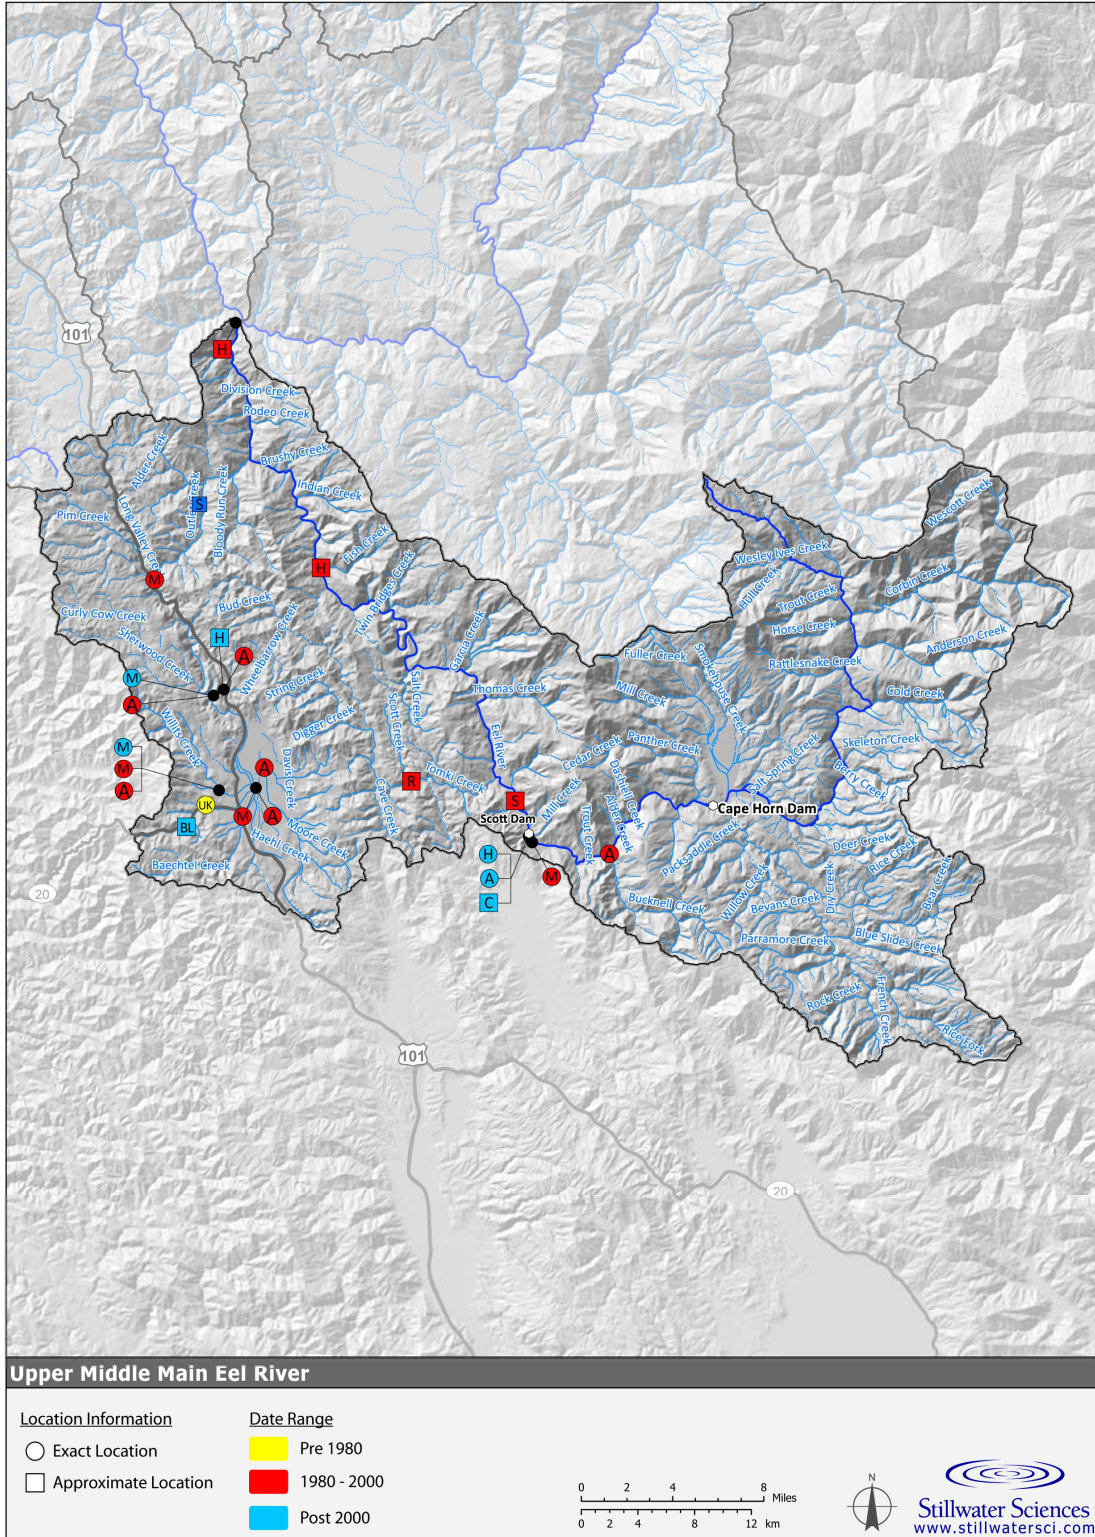 101
H
Division Creek
Rodeo Creek
Alder Creek
Brushy Creek
Indian Creek
Outlet Creek
S
Bloody Run Creek
Pim Creek
Long Valley Creek
Fish Creek
Wescott Creek
Wesley Ives Creek
H
M
Twin Bridges Creek
Hull Creek
Corbin Creek
Trout Creek
Bud Creek
Curly Cow Creek
Horse Creek
H
Sherwood Creek
Wheelbarrow Creek
Garcia Creek
Anderson Creek
A
Fuller Creek
Smokehouse Creek
Rattlesnake Creek
M
String Creek
Salt Creek
Thomas Creek
Mill Creek
Cold Creek
A
Scott Creek
Willits Creek
Digger Creek
Eel River
Panther Creek
Skeleton Creek
M
Davis Creek
Cedar Creek
Salt Spring Creek
M
A
A
Tomki Creek
R
Dashiell Creek
Berry Creek
UK
Cave Creek
S
Mill Creek
Alder Creek
Cape Horn Dam
BL
M
A
Moore Creek
Scott Dam
Trout Creek
Packsaddle Creek
Deer Creek
Haehl Creek
Rice Creek
Baechtel Creek
H
A
20
A
M
Willow Creek
Dry Creek
Bear Creek
C
Bucknell Creek
Bevans Creek
Parramore Creek
Blue Slides Creek
Rock Creek
French Creek
Rice Fork
101
20
Upper Middle Main Eel River
Location Information
Date Range
Exact Location
Pre 1980
Approximate Location
1980 - 2000
Post 2000
0 2 4 8 Miles
0 2 4 8 12 km
N
Stillwater Sciences
www.stillwatersci.com